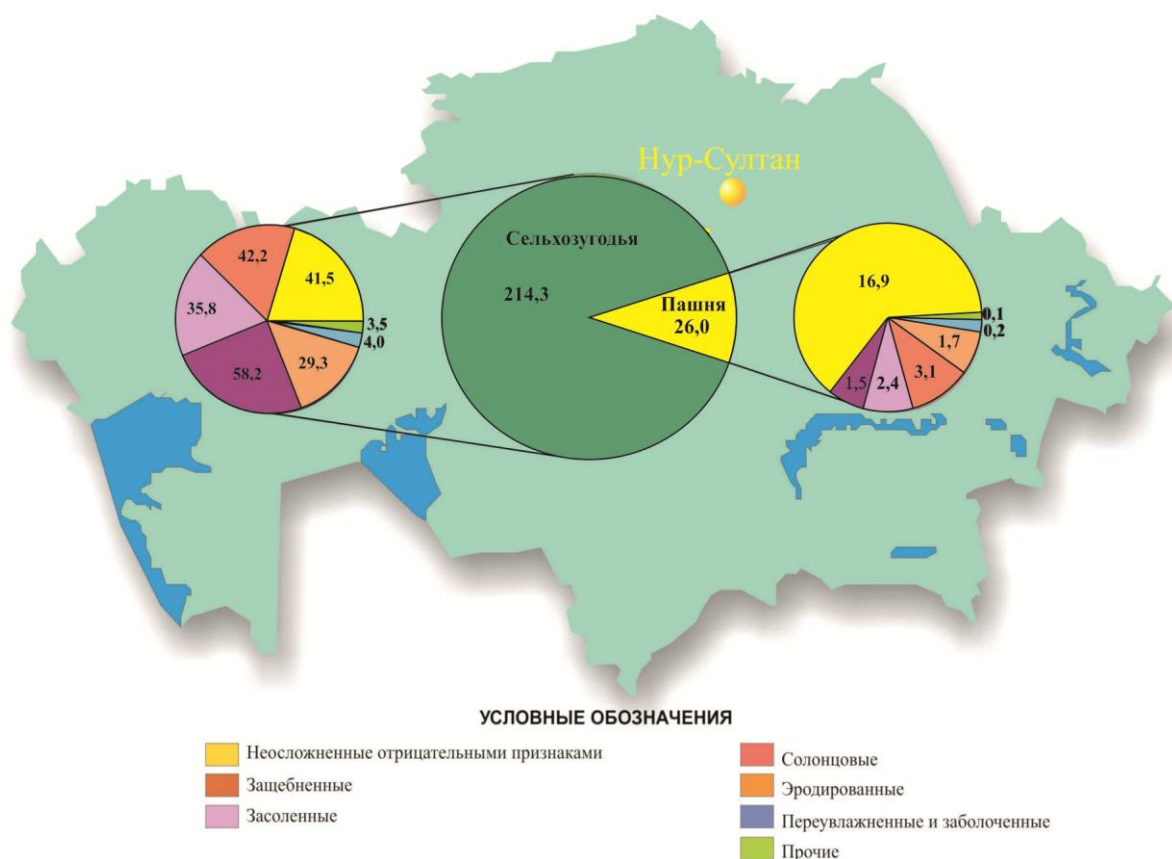 Нур-Султан
Сельхозугодья
214,3
Пашня
26,0
42,2
41,5
35,8
3,5
4,0
58,2
29,3
16,9
0,1
0,2
1,7
3,1
2,4
1,5
УСЛОВНЫЕ ОБОЗНАЧЕНИЯ
Неосложненные отрицательными признаками
Защебненные
Засоленные
Солонцовые
Эродированные
Переувлажненные и заболоченные
Прочие